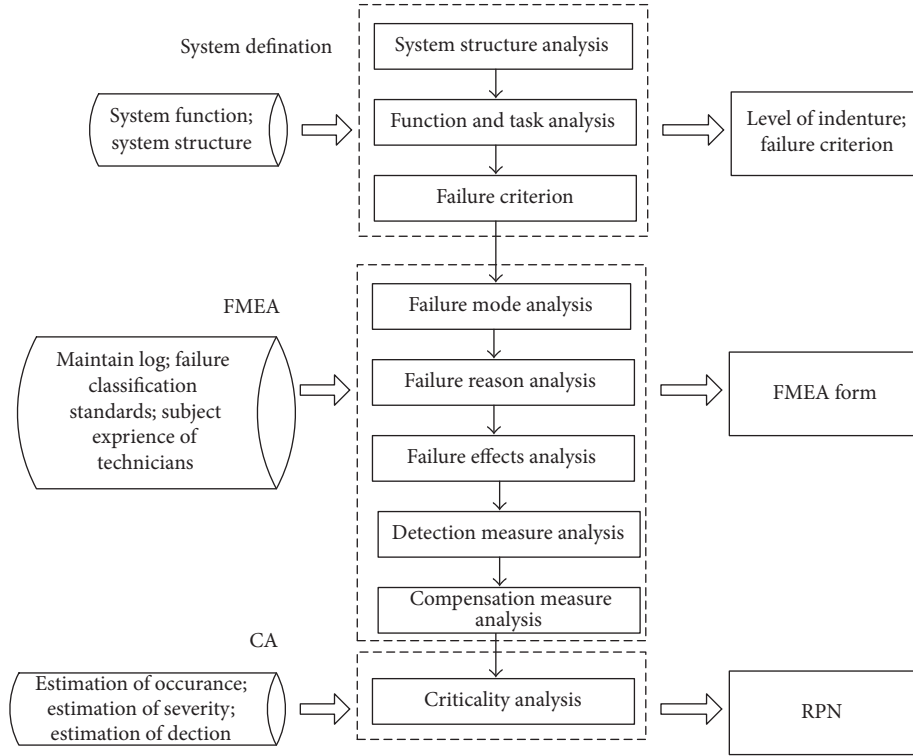 System defination
System structure analysis
System function;
system structure
Function and task analysis
Level of indenture;
failure criterion
Failure criterion
FMEA
Failure mode analysis
Maintain log; failure
classification
standards; subject
exprience of
technicians
Failure reason analysis
FMEA form
Failure effects analysis
Detection measure analysis
Compensation measure
analysis
CA
Estimation of occurance;
estimation of severity;
estimation of dection
Criticality analysis
RPN